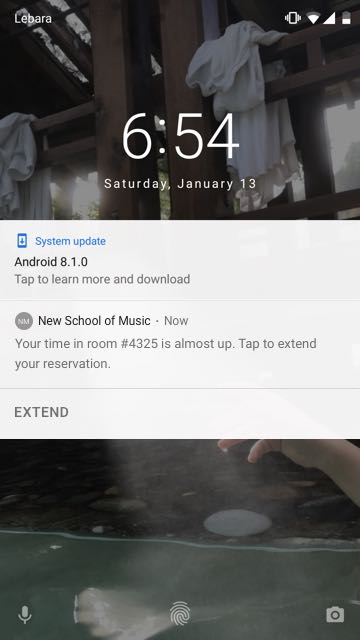 Lebara
6:54
Saturday, January 13
System update
Android 8.1.0
Tap to learn more and download
NM New School of Music · Now
Your time in room #4325 is almost up. Tap to extend
your reservation.
EXTEND